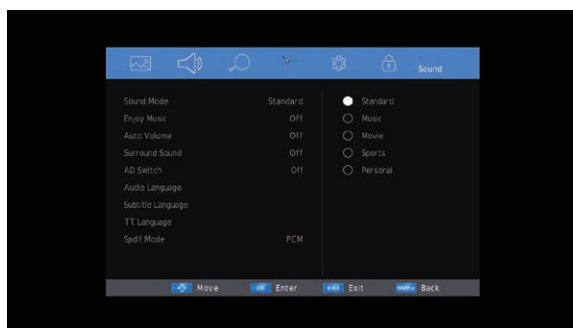 Sound
Sound Mode Standard
Enjoy Music Off
Auto Volume Off
Surround Sound Off
AD Switch Off
Audio Language
Subtitle Language
TT Language
Spdif Mode PCM
Standard
Music
Movie
Sports
Personal
Move OK Enter EXIT Exit MENU Back